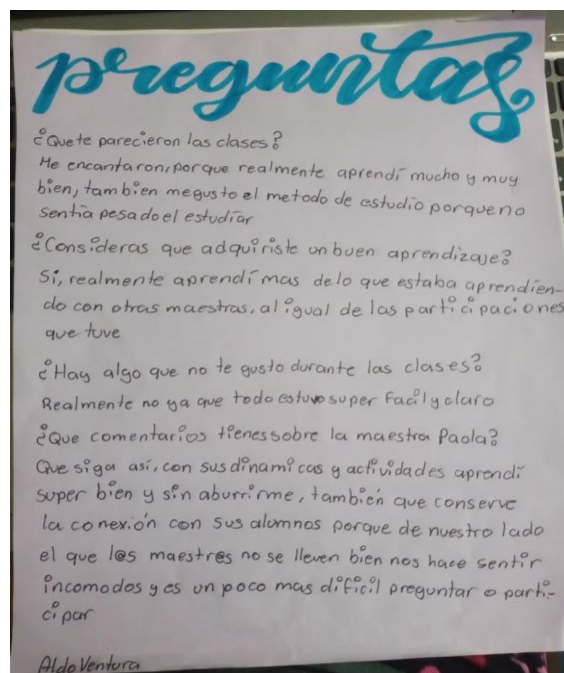 preguntas
¿Que te parecieron las clases?
Me encantaron, porque realmente aprendí mucho y muy
bien, tambien me gusto el metodo de estudio porque no
sentía pesado el estudiar
¿Consideras que adquiriste un buen aprendizaje?
Sí, realmente aprendí mas de lo que estaba aprendien-
do con otras maestras, al igual de las participaciones
que tuve
¿Hay algo que no te gusto durante las clases?
Realmente no ya que todo estuvo super facil y claro
¿Que comentarios tienes sobre la maestra Paola?
Que siga así, con sus dinamicas y actividades aprendí
super bien y sin aburrirme, también que conserve
la conexión con sus alumnos porque de nuestro lado
el que l@s maestr@s no se lleven bien nos hace sentir
incomodos y es un poco mas difícil preguntar o parti-
cipar
Aldo Ventura